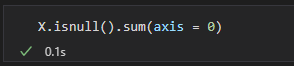 X.isnull().sum(axis = 0)
0.1s